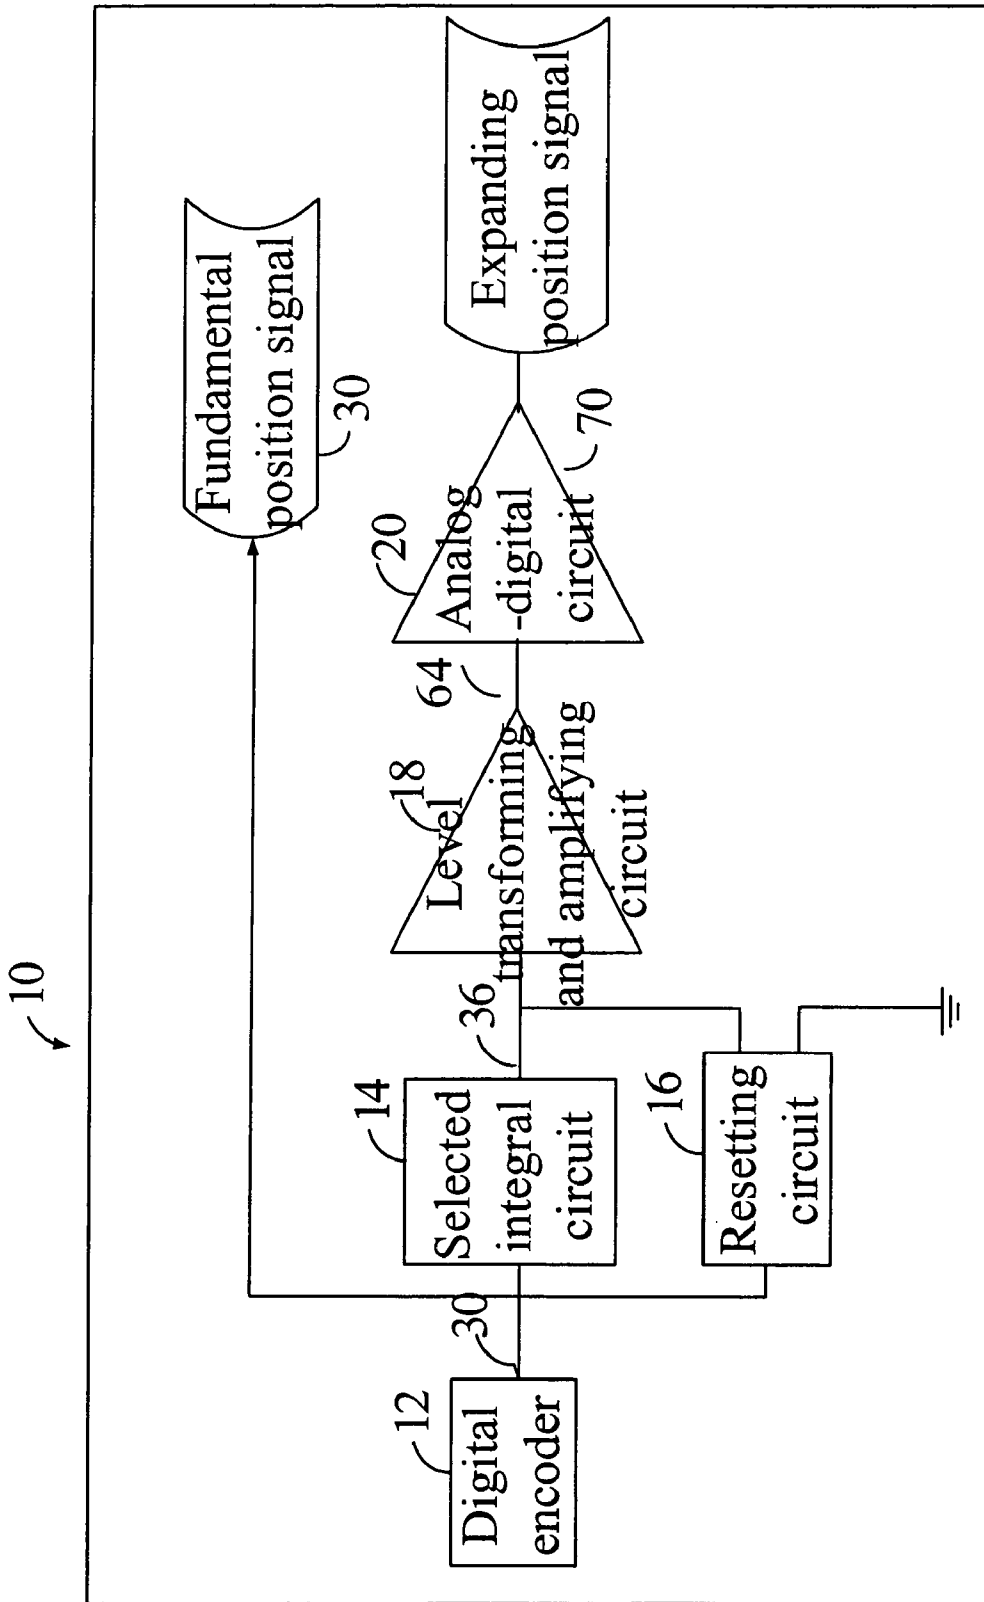 10
Fundamental
position signal
30
Digital
encoder
12
30
Selected
integral
circuit
14
36
Level
transforming
and amplifying
circuit
18
64
Analog
-digital
circuit
20
70
Expanding
position signal
Resetting
circuit
16